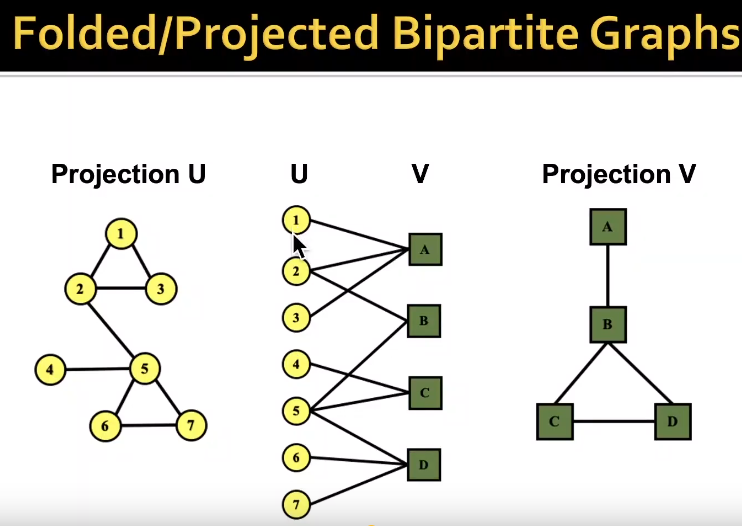 Folded/Projected Bipartite Graphs
Projection U
U
V
Projection V
1
2
3
4
5
6
7
1
2
3
4
5
6
7
A
B
C
D
A
B
C
D